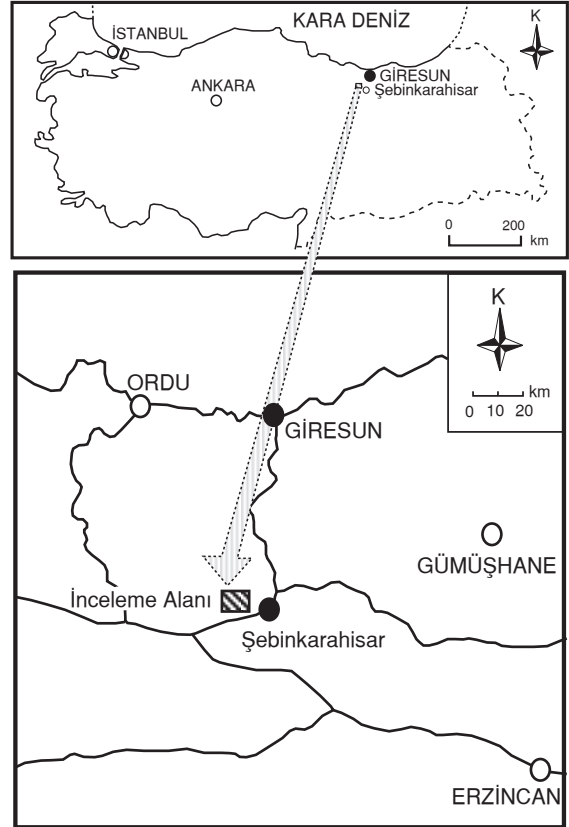 KARA DENİZ
İSTANBUL
K
ANKARA
GİRESUN
Şebinkarahisar
0 200
km
K
km
0 10 20
ORDU
GİRESUN
GÜMÜŞHANE
İnceleme Alanı
Şebinkarahisar
ERZİNCAN